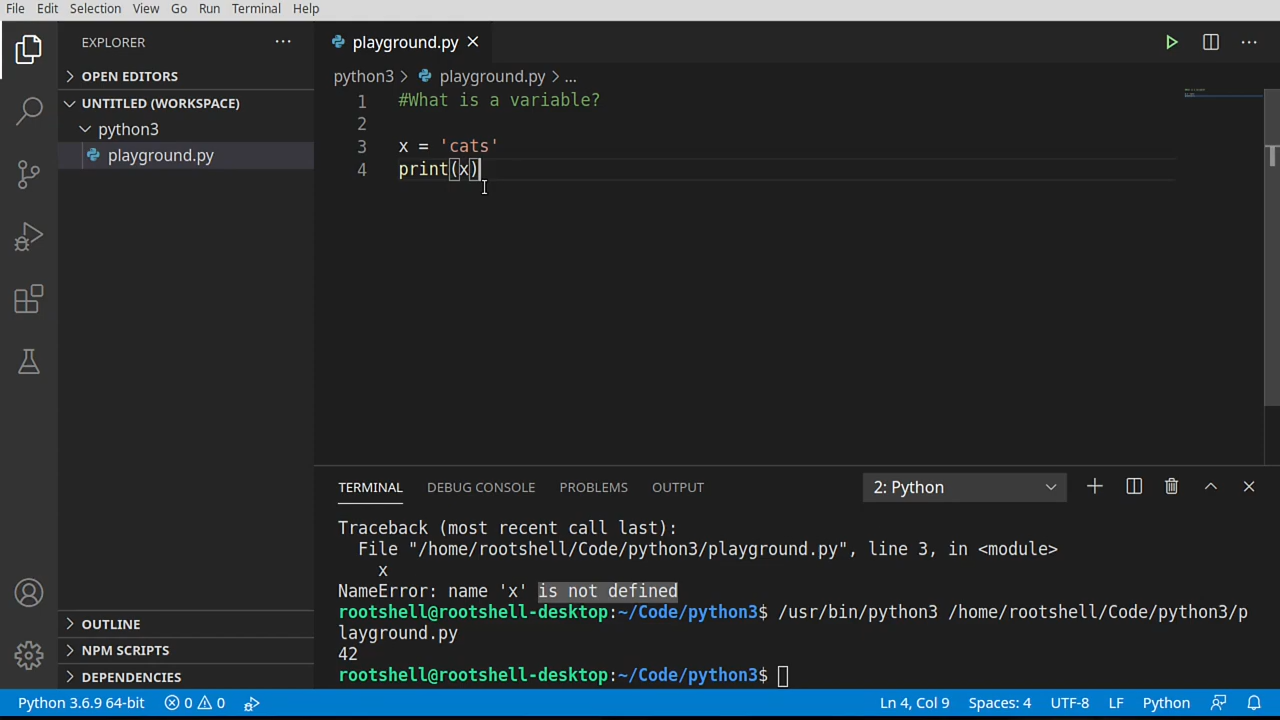 File Edit Selection View Go Run Terminal Help
EXPLORER
OPEN EDITORS
UNTITLED (WORKSPACE)
python3
playground.py
OUTLINE
NPM SCRIPTS
DEPENDENCIES
playground.py
python3 > playground.py > ...
1 #What is a variable?
2
3 x = 'cats'
4 print(x)
TERMINAL DEBUG CONSOLE PROBLEMS OUTPUT 2: Python
Traceback (most recent call last):
File "/home/rootshell/Code/python3/playground.py", line 3, in <module>
x
NameError: name 'x' is not defined
rootshell@rootshell-desktop:~/Code/python3$ /usr/bin/python3 /home/rootshell/Code/python3/p
layground.py
42
rootshell@rootshell-desktop:~/Code/python3$
Python 3.6.9 64-bit 0 0 Ln 4, Col 9 Spaces: 4 UTF-8 LF Python